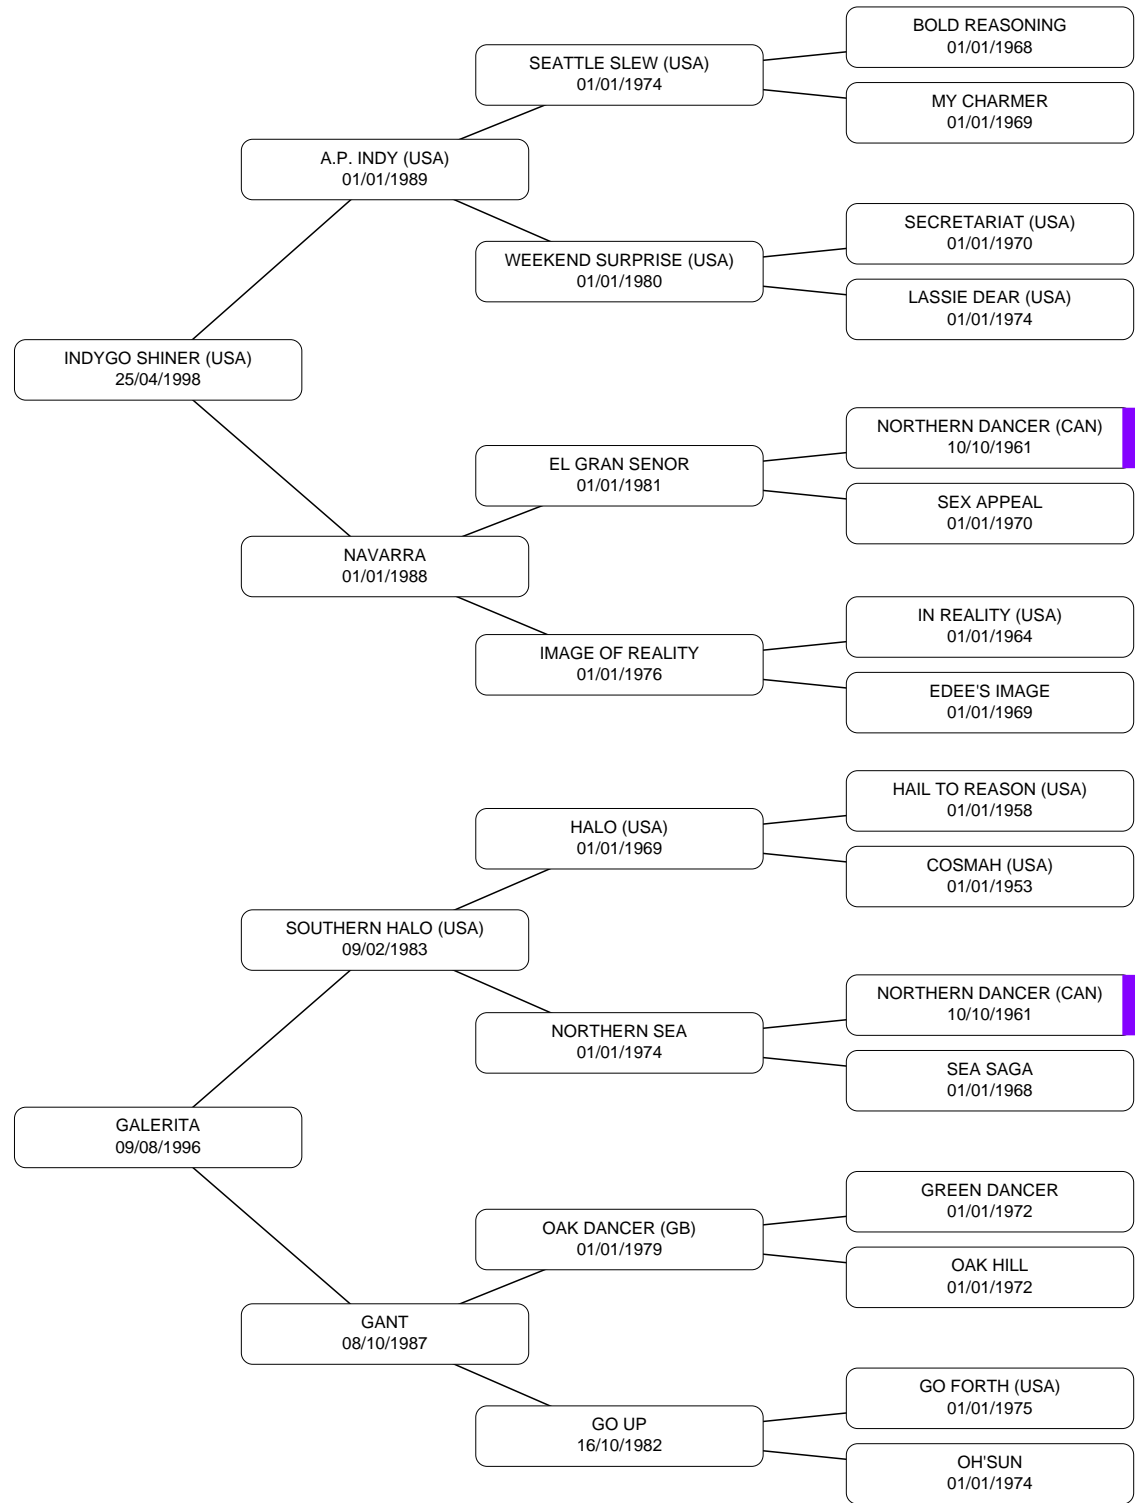 BOLD REASONING
01/01/1968
SEATTLE SLEW (USA)
01/01/1974
MY CHARMER
01/01/1969
A.P. INDY (USA)
01/01/1989
SECRETARIAT (USA)
01/01/1970
WEEKEND SURPRISE (USA)
01/01/1980
LASSIE DEAR (USA)
01/01/1974
INDYGO SHINER (USA)
25/04/1998
NORTHERN DANCER (CAN)
10/10/1961
EL GRAN SENOR
01/01/1981
SEX APPEAL
01/01/1970
NAVARRA
01/01/1988
IN REALITY (USA)
01/01/1964
IMAGE OF REALITY
01/01/1976
EDEE'S IMAGE
01/01/1969
HAIL TO REASON (USA)
01/01/1958
HALO (USA)
01/01/1969
COSMAH (USA)
01/01/1953
SOUTHERN HALO (USA)
09/02/1983
NORTHERN DANCER (CAN)
10/10/1961
NORTHERN SEA
01/01/1974
SEA SAGA
01/01/1968
GALERITA
09/08/1996
GREEN DANCER
01/01/1972
OAK DANCER (GB)
01/01/1979
OAK HILL
01/01/1972
GANT
08/10/1987
GO FORTH (USA)
01/01/1975
GO UP
16/10/1982
OH'SUN
01/01/1974